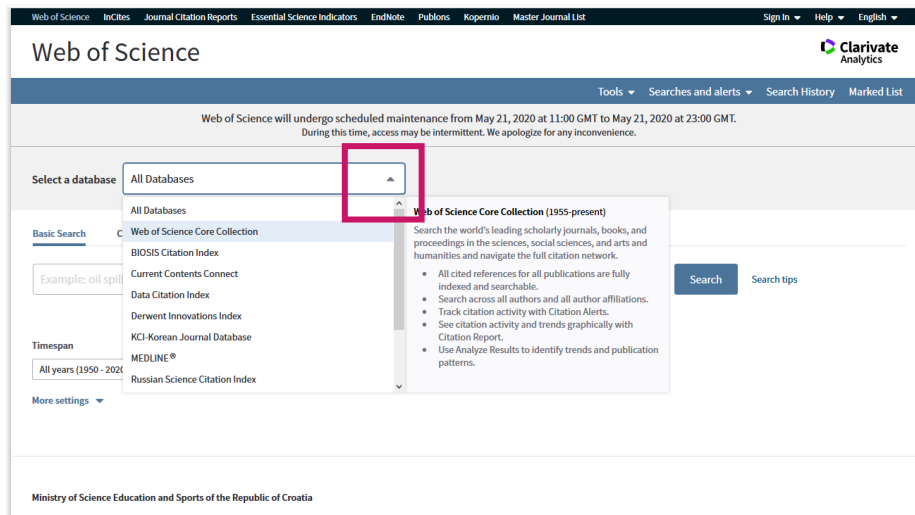 Web of Science InCites Journal Citation Reports Essential Science Indicators EndNote Publons Kopernio Master Journal List Sign In Help English
Web of Science
Clarivate
Analytics
Tools Searches and alerts Search History Marked List
Web of Science will undergo scheduled maintenance from May 21, 2020 at 11:00 GMT to May 21, 2020 at 23:00 GMT.
During this time, access may be intermittent. We apologize for any inconvenience.
Select a database All Databases
All Databases
Web of Science Core Collection
BIOSIS Citation Index
Current Contents Connect
Data Citation Index
Derwent Innovations Index
KCI-Korean Journal Database
MEDLINE®
Russian Science Citation Index
Web of Science Core Collection (1955-present)
Search the world's leading scholarly journals, books, and
proceedings in the sciences, social sciences, and arts and
humanities and navigate the full citation network.
• All cited references for all publications are fully
indexed and searchable.
• Search across all authors and all author affiliations.
• Track citation activity with Citation Alerts.
• See citation activity and trends graphically with
Citation Report.
• Use Analyze Results to identify trends and publication
patterns.
Basic Search C
Example: oil spill
Search Search tips
Timespan
All years (1950 - 2020
More settings
Ministry of Science Education and Sports of the Republic of Croatia